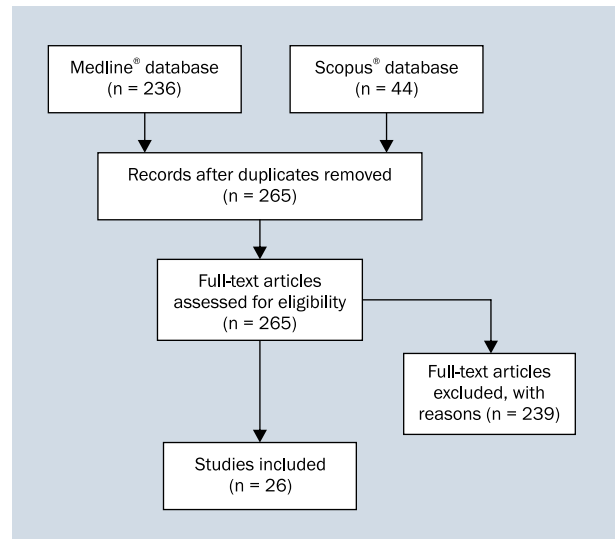 Medline® database
(n = 236)
Scopus® database
(n = 44)
Records after duplicates removed
(n = 265)
Full-text articles
assessed for eligibility
(n = 265)
Full-text articles
excluded, with
reasons (n = 239)
Studies included
(n = 26)